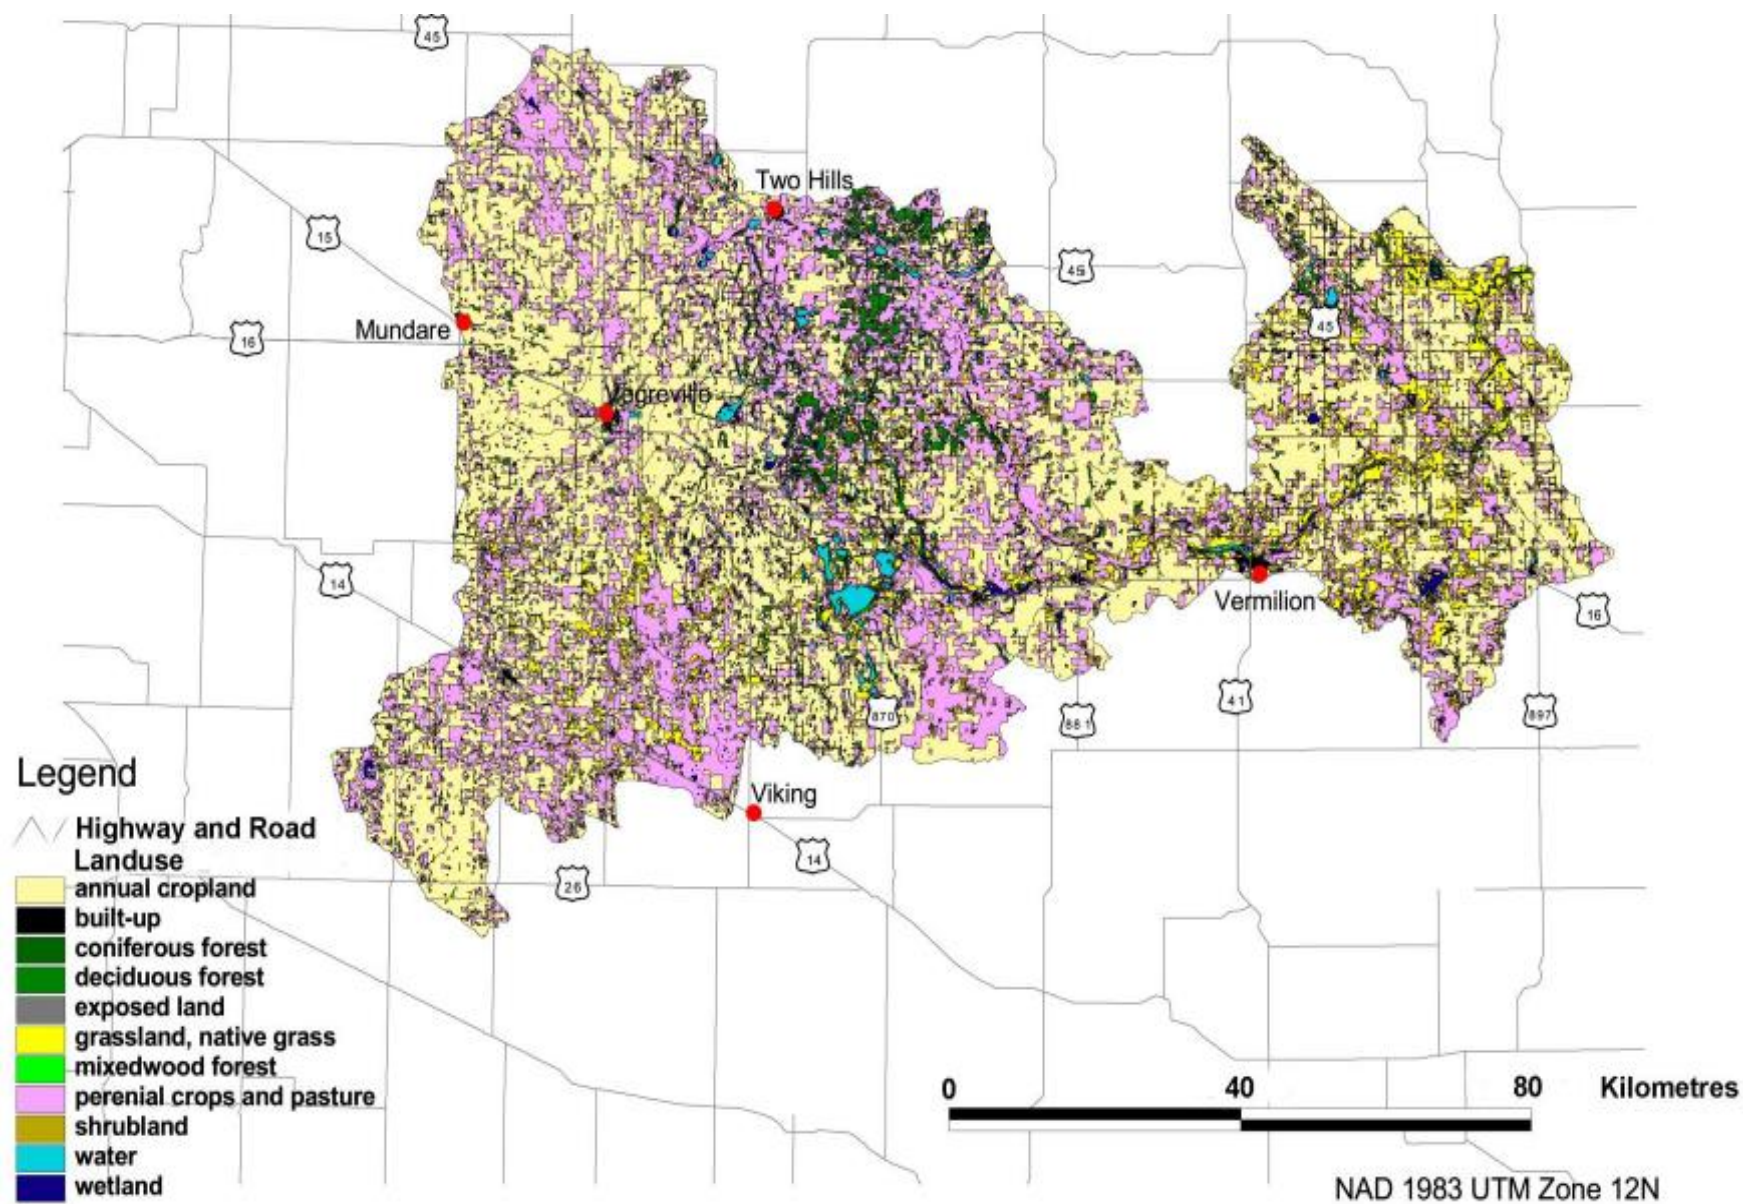 45
Two Hills
15
45
Mundare
16
45
Vegreville
A
14
Vermilion
16
41
870
881
897
Viking
14
26
Legend
Highway and Road
Landuse
annual cropland
built-up
coniferous forest
deciduous forest
exposed land
grassland, native grass
mixedwood forest
perenial crops and pasture
shrubland
water
wetland
0 40 80 Kilometres
NAD 1983 UTM Zone 12N